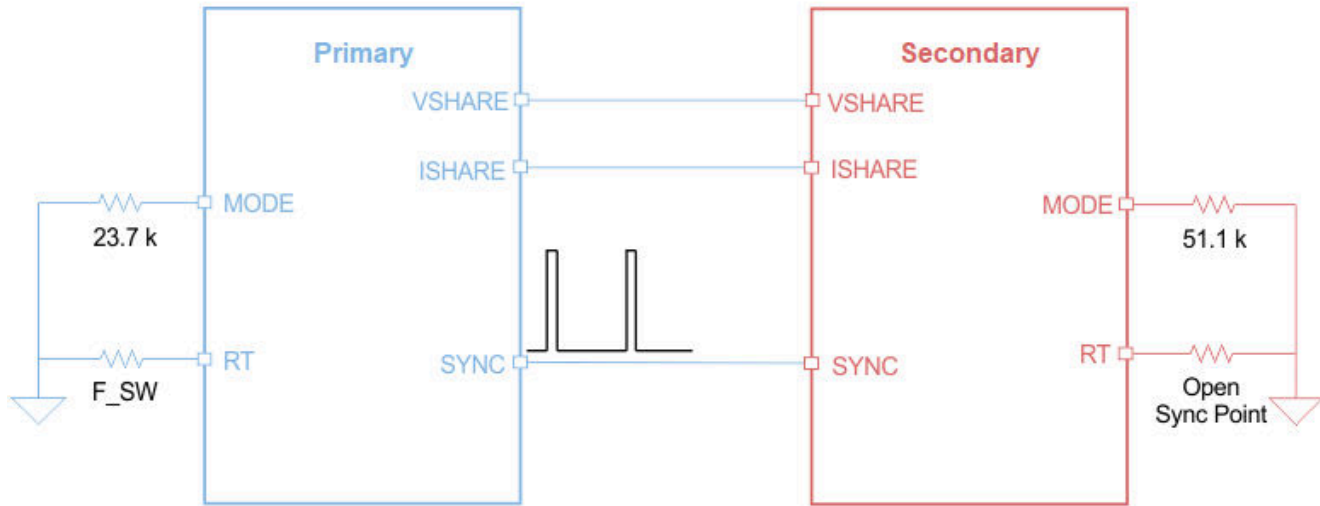 Primary
VSHARE
ISHARE
MODE
23.7 k
RT
F_SW
SYNC
Secondary
VSHARE
ISHARE
MODE
51.1 k
SYNC
RT
Open
Sync Point